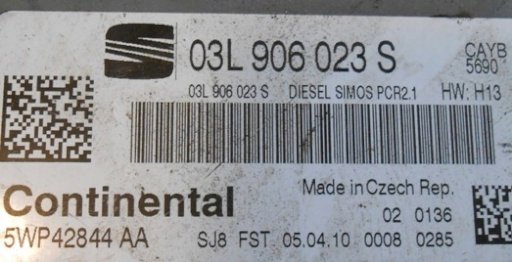 03L 906 023 S
CAYB
5690
03L 906 023 S DIESEL SIMOS PCR2.1 HW: H13
Continental
Made in Czech Rep.
02 0136
5WP42844 AA
SJ8 FST 05.04.10 0008 0285